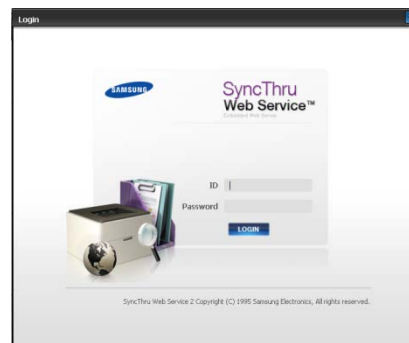 Login
SAMSUNG
SyncThru
Web Service™
Embedded Web Server
ID
Password
LOGIN
SyncThru Web Service 2 Copyright (C) 1995 Samsung Electronics, All rights reserved.